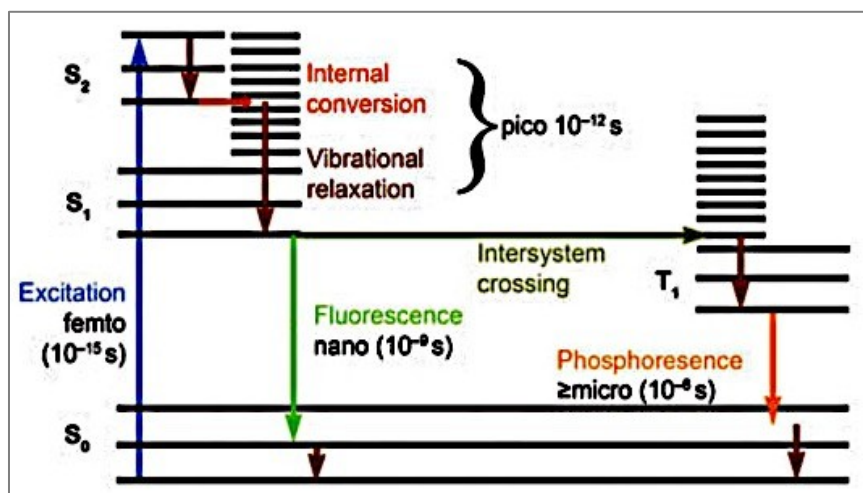 S₂
Internal
conversion
pico 10⁻¹² s
Vibrational
relaxation
S₁
Intersystem
crossing
T₁
Excitation
femto
(10⁻¹⁵ s)
Fluorescence
nano (10⁻⁹ s)
Phosphoresence
≥micro (10⁻⁶ s)
S₀